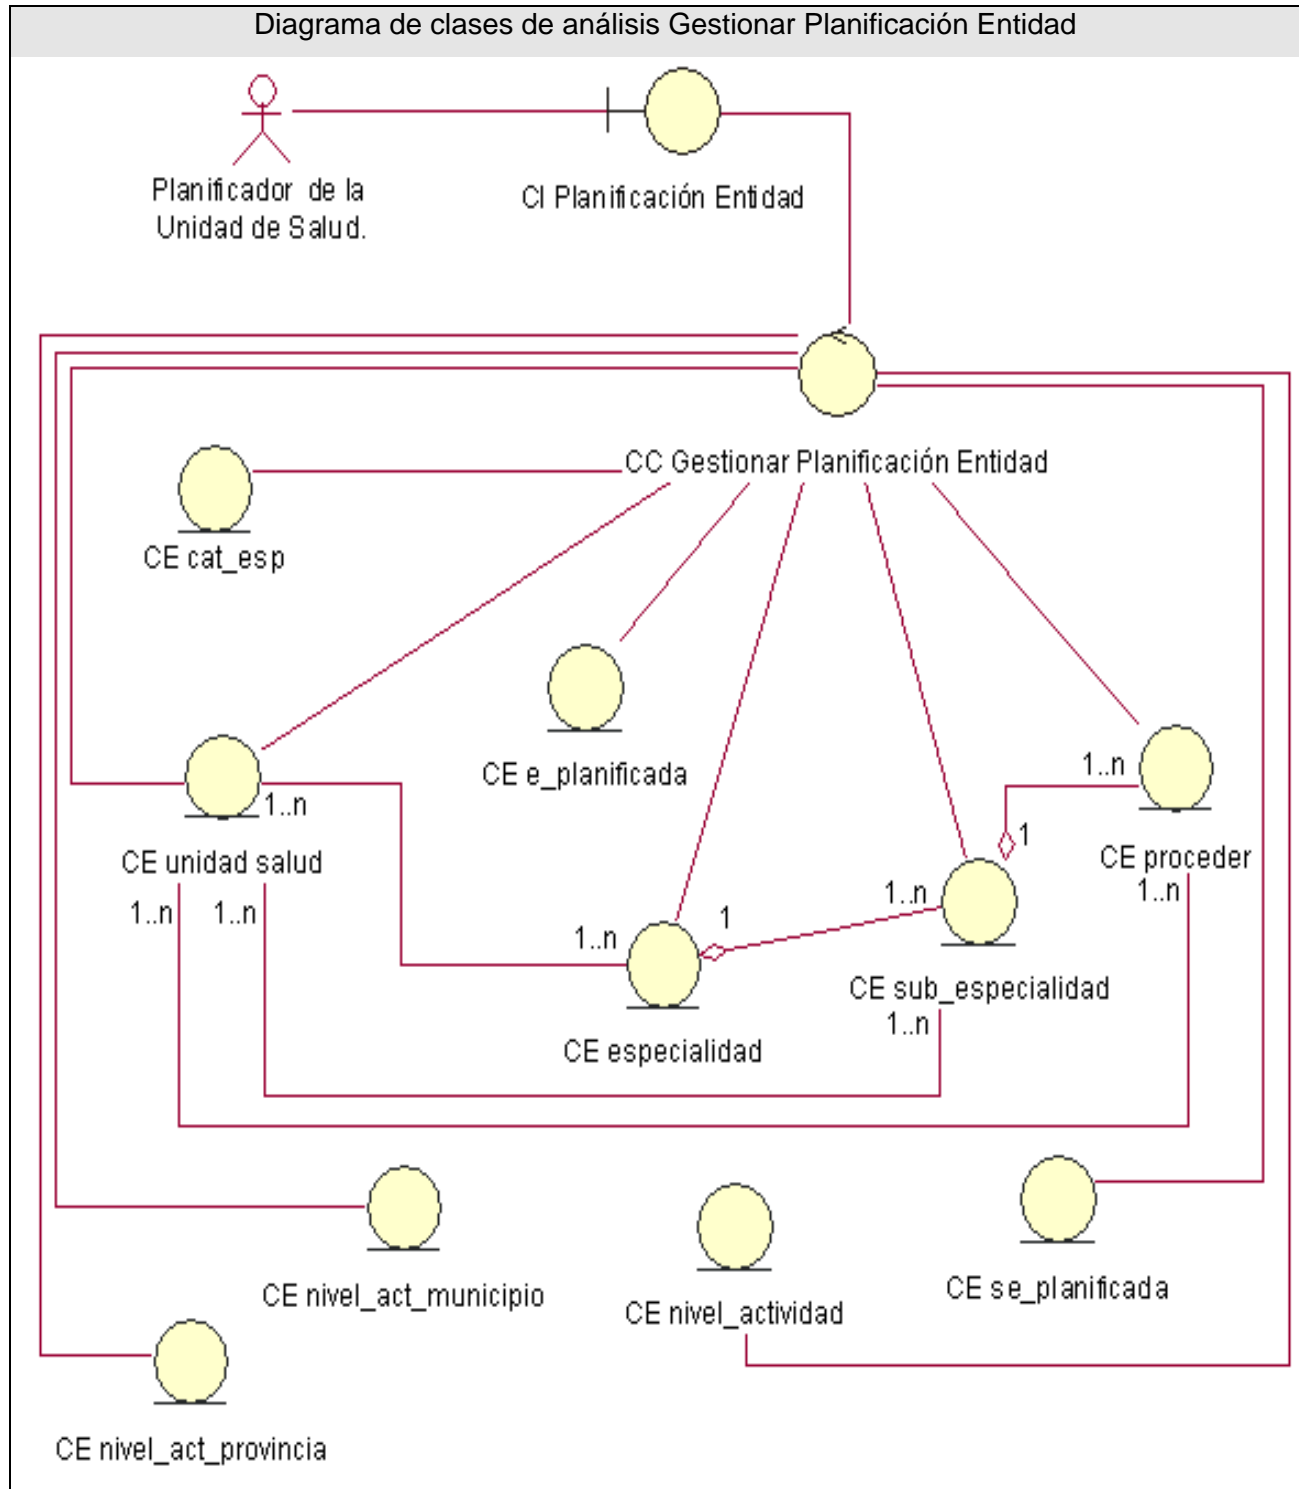 Diagrama de clases de análisis Gestionar Planificación Entidad
Planificador de la
Unidad de Salud.
CI Planificación Entidad
CC Gestionar Planificación Entidad
CE cat_esp
CE e_planificada
1..n
1..n
1
CE unidad salud
CE proceder
1..n
1..n
1..n
1..n
1
1..n
CE sub_especialidad
1..n
CE especialidad
CE nivel_act_municipio
CE nivel_actividad
CE se_planificada
CE nivel_act_provincia